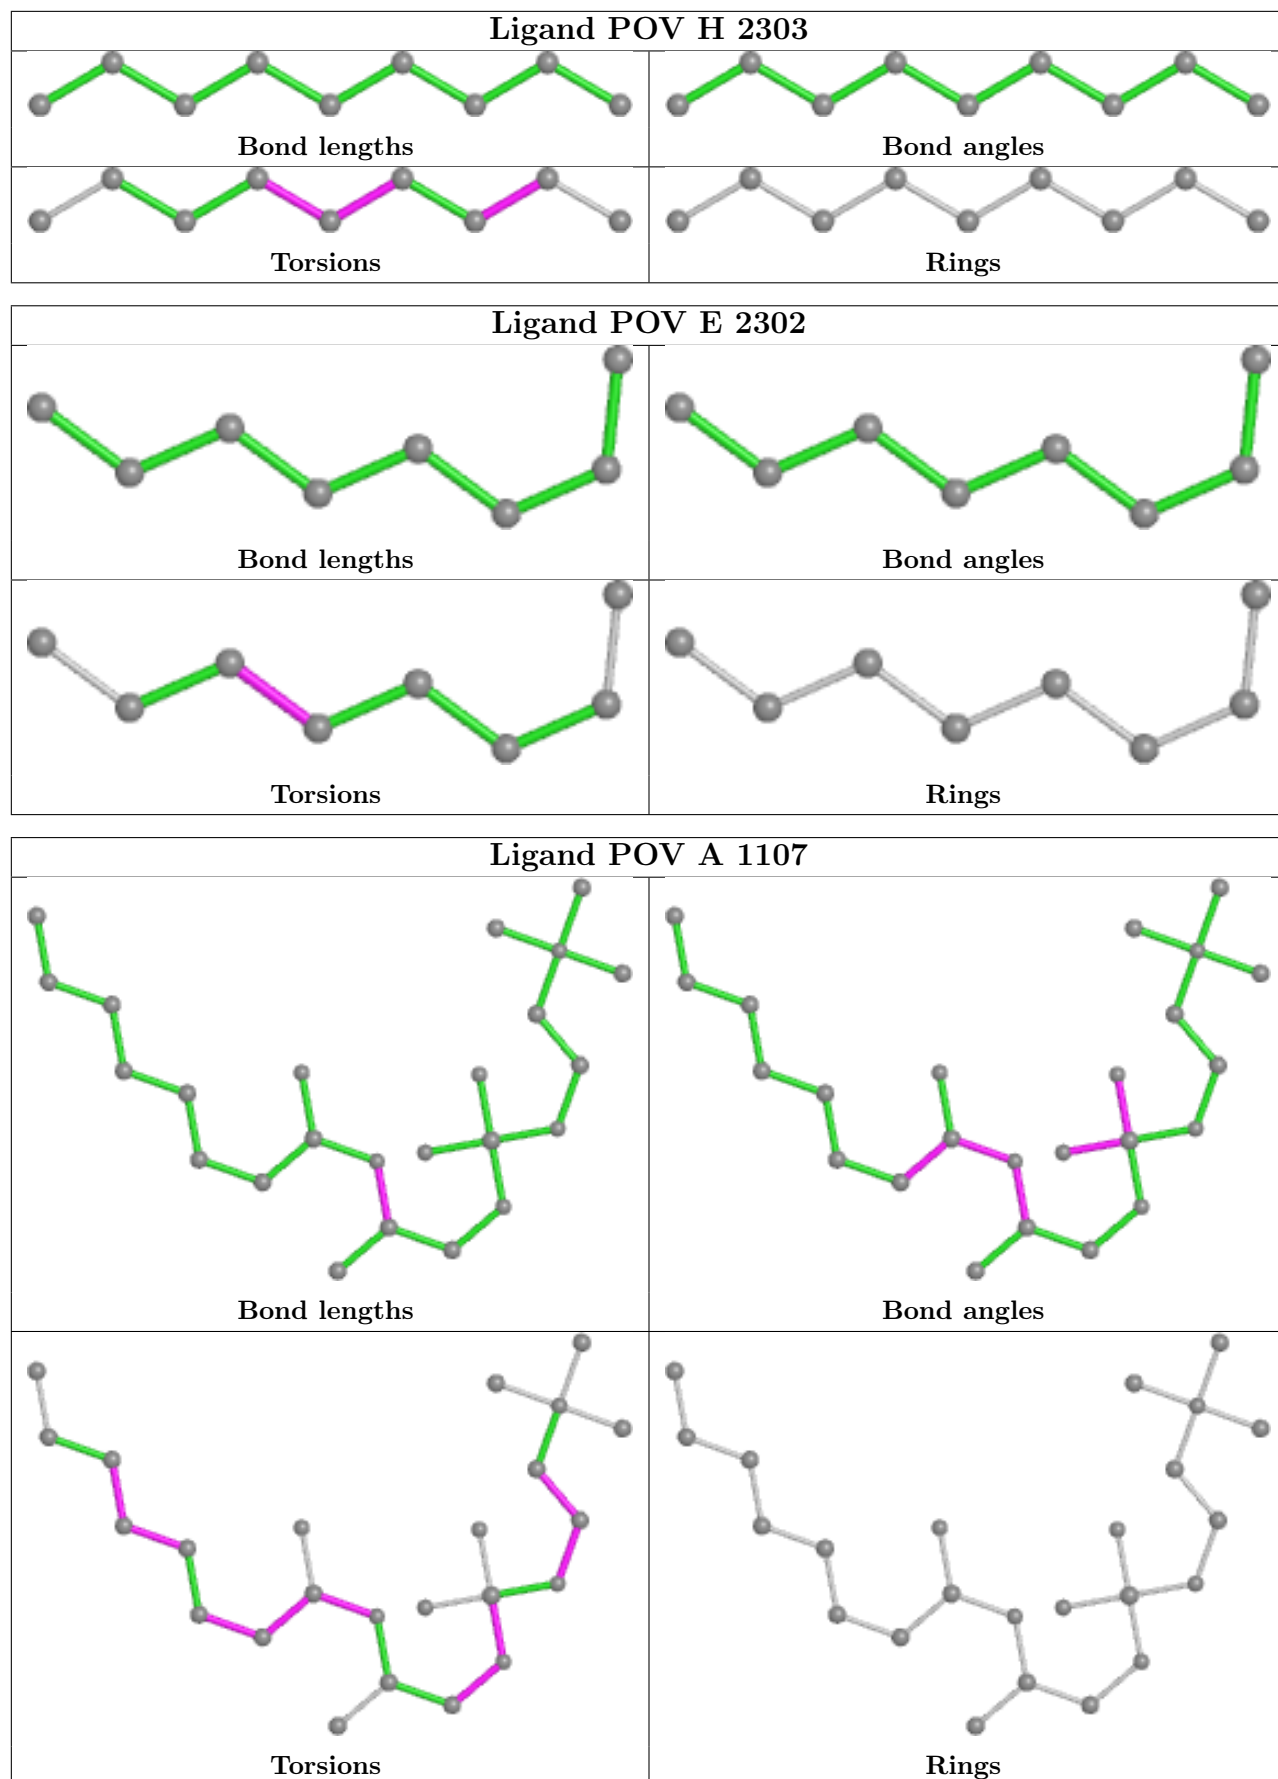 Ligand POV H 2303
Bond lengths
Bond angles
Torsions
Rings
Ligand POV E 2302
Bond lengths
Bond angles
Torsions
Rings
Ligand POV A 1107
Bond lengths
Bond angles
Torsions
Rings